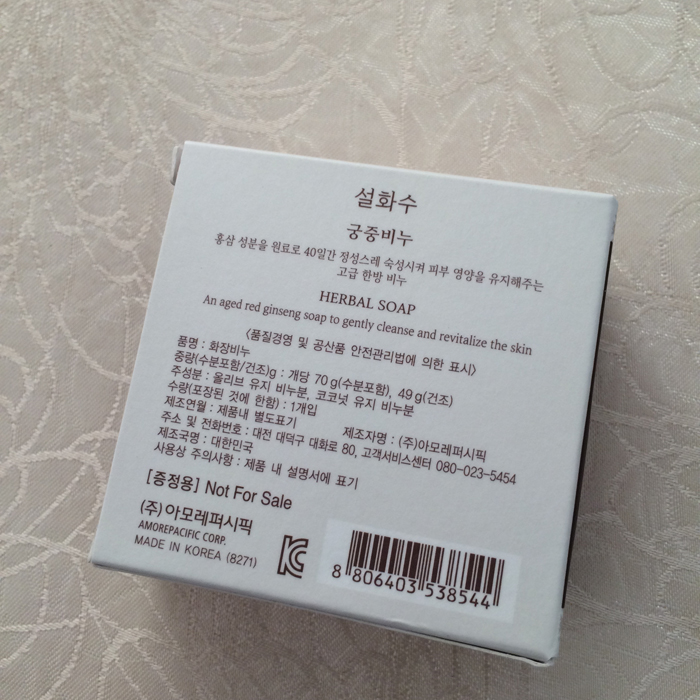 설화수
궁중비누
홍삼 성분을 원료로 40일간 정성스레 숙성시켜 피부 영양을 유지해주는
고급 한방 비누
HERBAL SOAP
An aged red ginseng soap to gently cleanse and revitalize the skin
<품질경영 및 공산품 안전관리법에 의한 표시>
품명 : 화장비누
중량(수분포함/건조)g : 개당 70 g(수분포함), 49 g(건조)
주성분 : 올리브 유지 비누분, 코코넛 유지 비누분
수량(포장된 것에 한함) : 1개입
제조연월 : 제품내 별도표기 제조자명 : (주)아모레퍼시픽
주소 및 전화번호 : 대전 대덕구 대화로 80, 고객서비스센터 080-023-5454
제조국명 : 대한민국
사용상 주의사항 : 제품 내 설명서에 표기
[증정용] Not For Sale
(주)아모레퍼시픽
AMOREPACIFIC CORP.
MADE IN KOREA (8271)
8 806403 538544